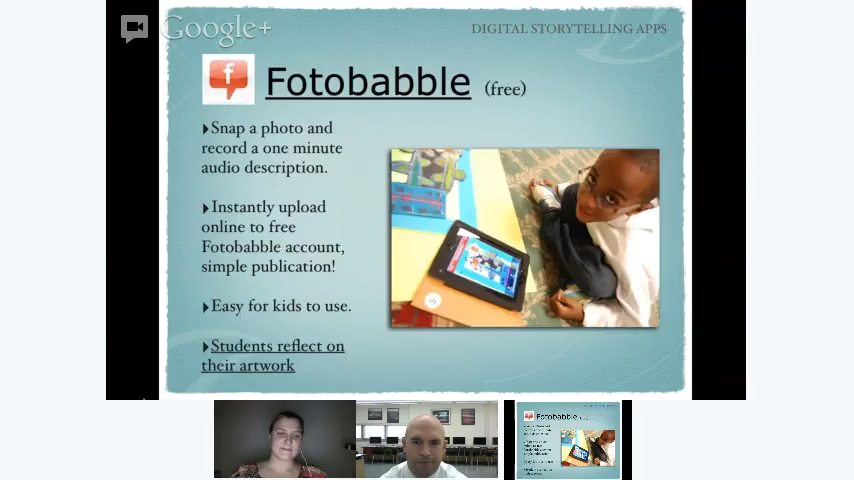 Google+
DIGITAL STORYTELLING APPS
f
Fotobabble (free)
Snap a photo and
record a one minute
audio description.
Instantly upload
online to free
Fotobabble account,
simple publication!
Easy for kids to use.
Students reflect on
their artwork
Fotobabble